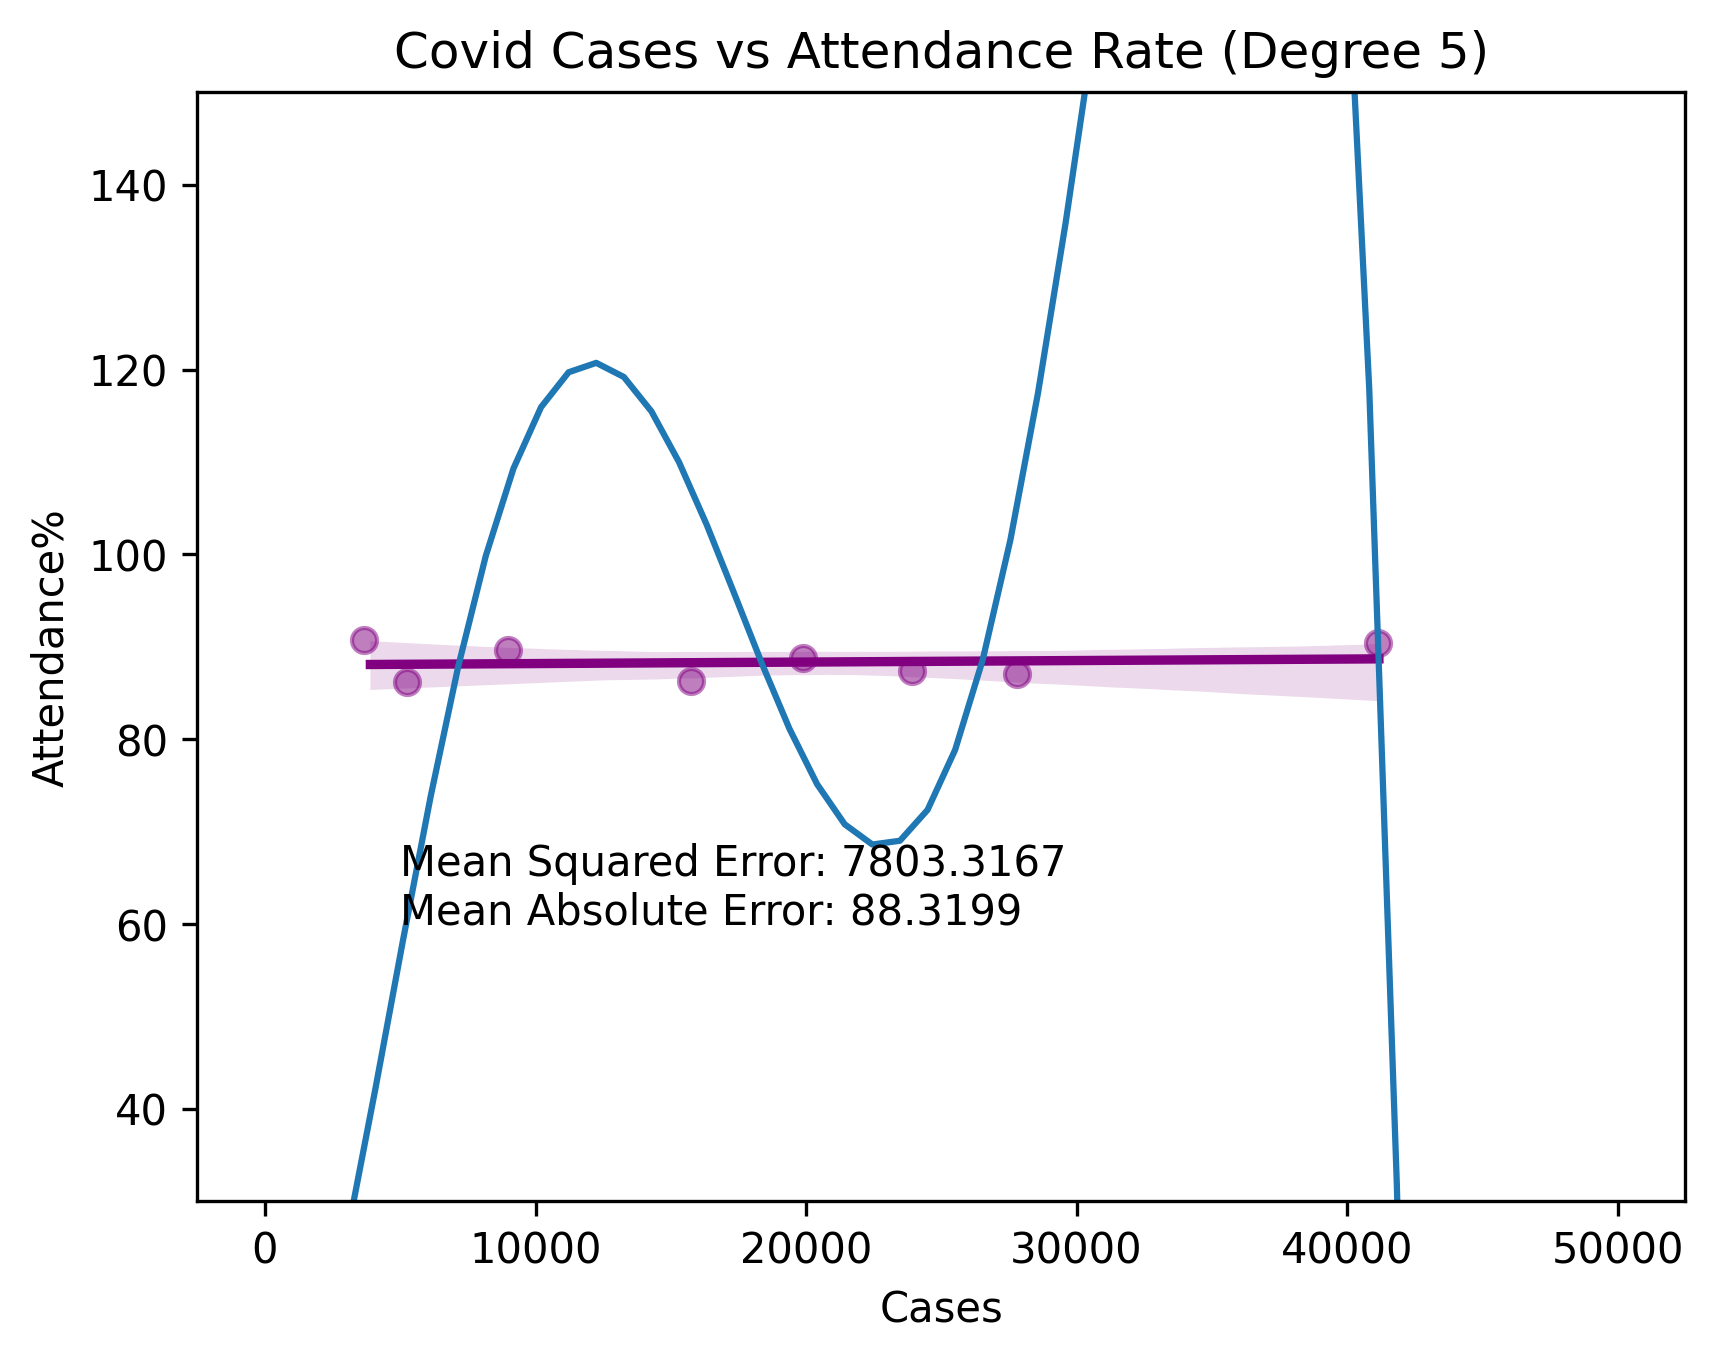 Covid Cases vs Attendance Rate (Degree 5)
140
120
100
80
60
40
Attendance%
Mean Squared Error: 7803.3167
Mean Absolute Error: 88.3199
0 10000 20000 30000 40000 50000
Cases